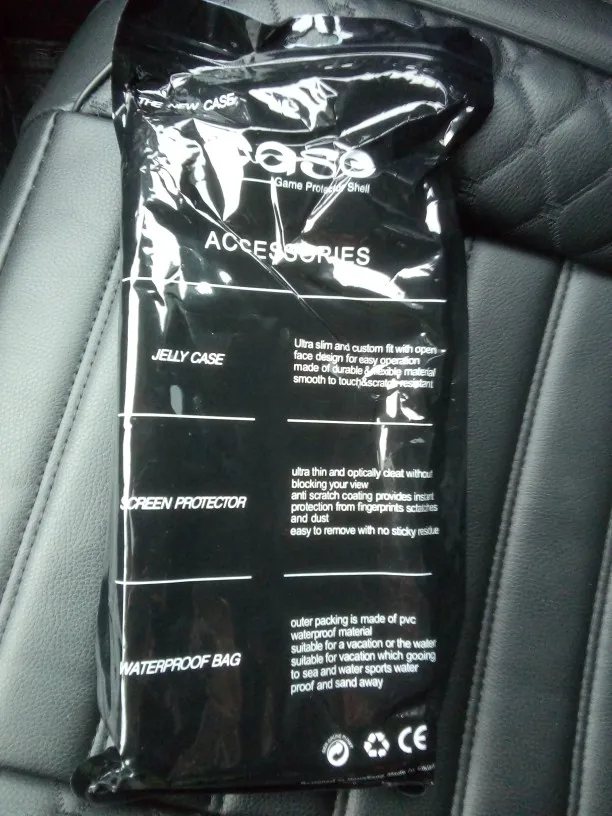 THE NEW CASE
case
Game Protector Shell
ACCESSORIES
JELLY CASE
Ultra slim and custom fit with open
face design for easy operation
made of durable & flexible material
smooth to touch&scratch resistant
SCREEN PROTECTOR
ultra thin and optically cleat without
blocking your view
anti scratch coating provides instant
protection from fingerprints sctatches
and dust
easy to remove with no sticky residue
WATERPROOF BAG
outer packing is made of pvc
waterproof material
suitable for a vacation or the water
suitable for vacation which gooing
to sea and water sports water
proof and sand away
CE